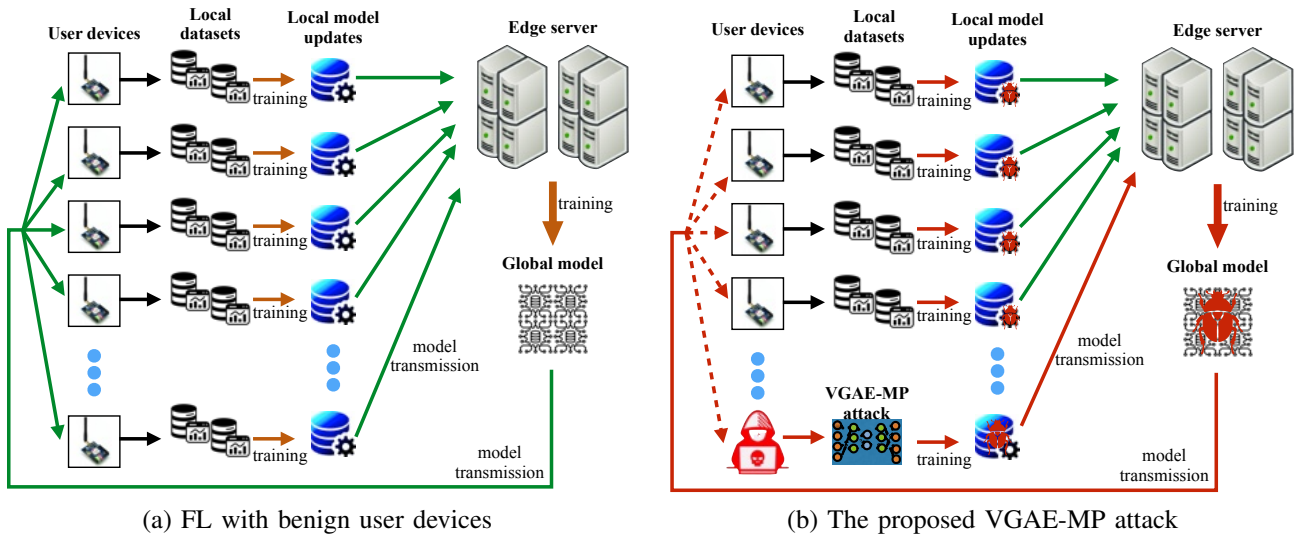 User devices
Local
datasets
Local model
updates
Edge server
training
training
training
training
training
training
Global model
model
transmission
model
transmission
(a) FL with benign user devices
User devices
Local
datasets
Local model
updates
Edge server
training
training
training
training
training
Global model
model
transmission
VGAE-MP
attack
training
model
transmission
(b) The proposed VGAE-MP attack